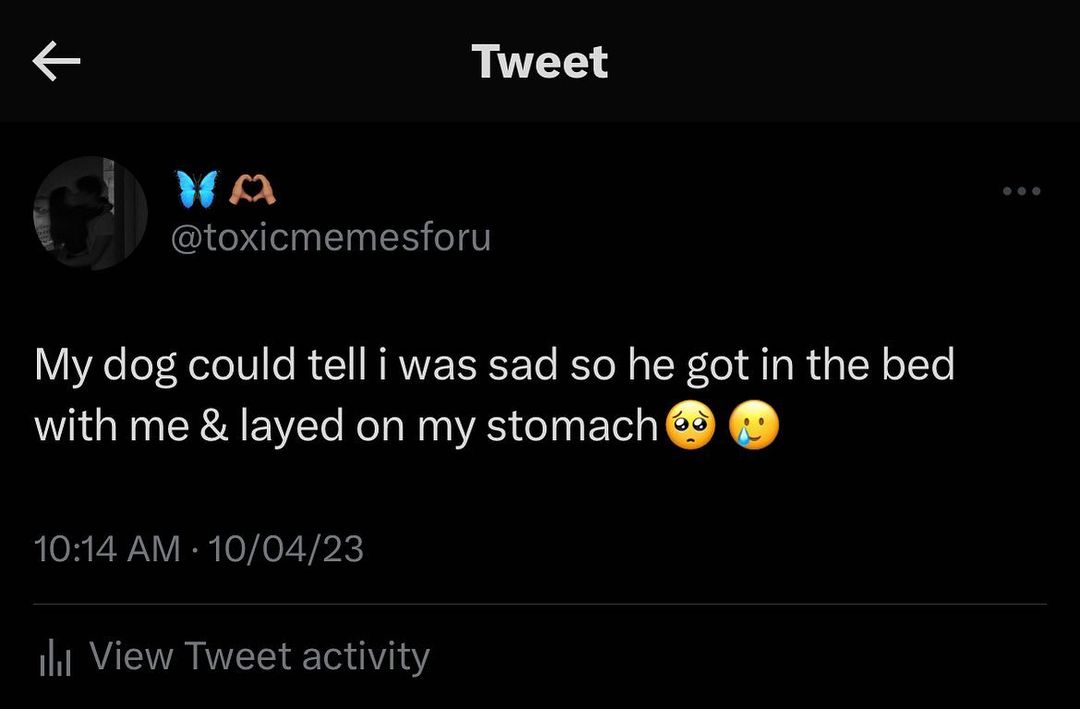 Tweet
🦋🫶🏽
@toxicmemesforu
My dog could tell i was sad so he got in the bed
with me & layed on my stomach🥺 🥲
10:14 AM · 10/04/23
View Tweet activity